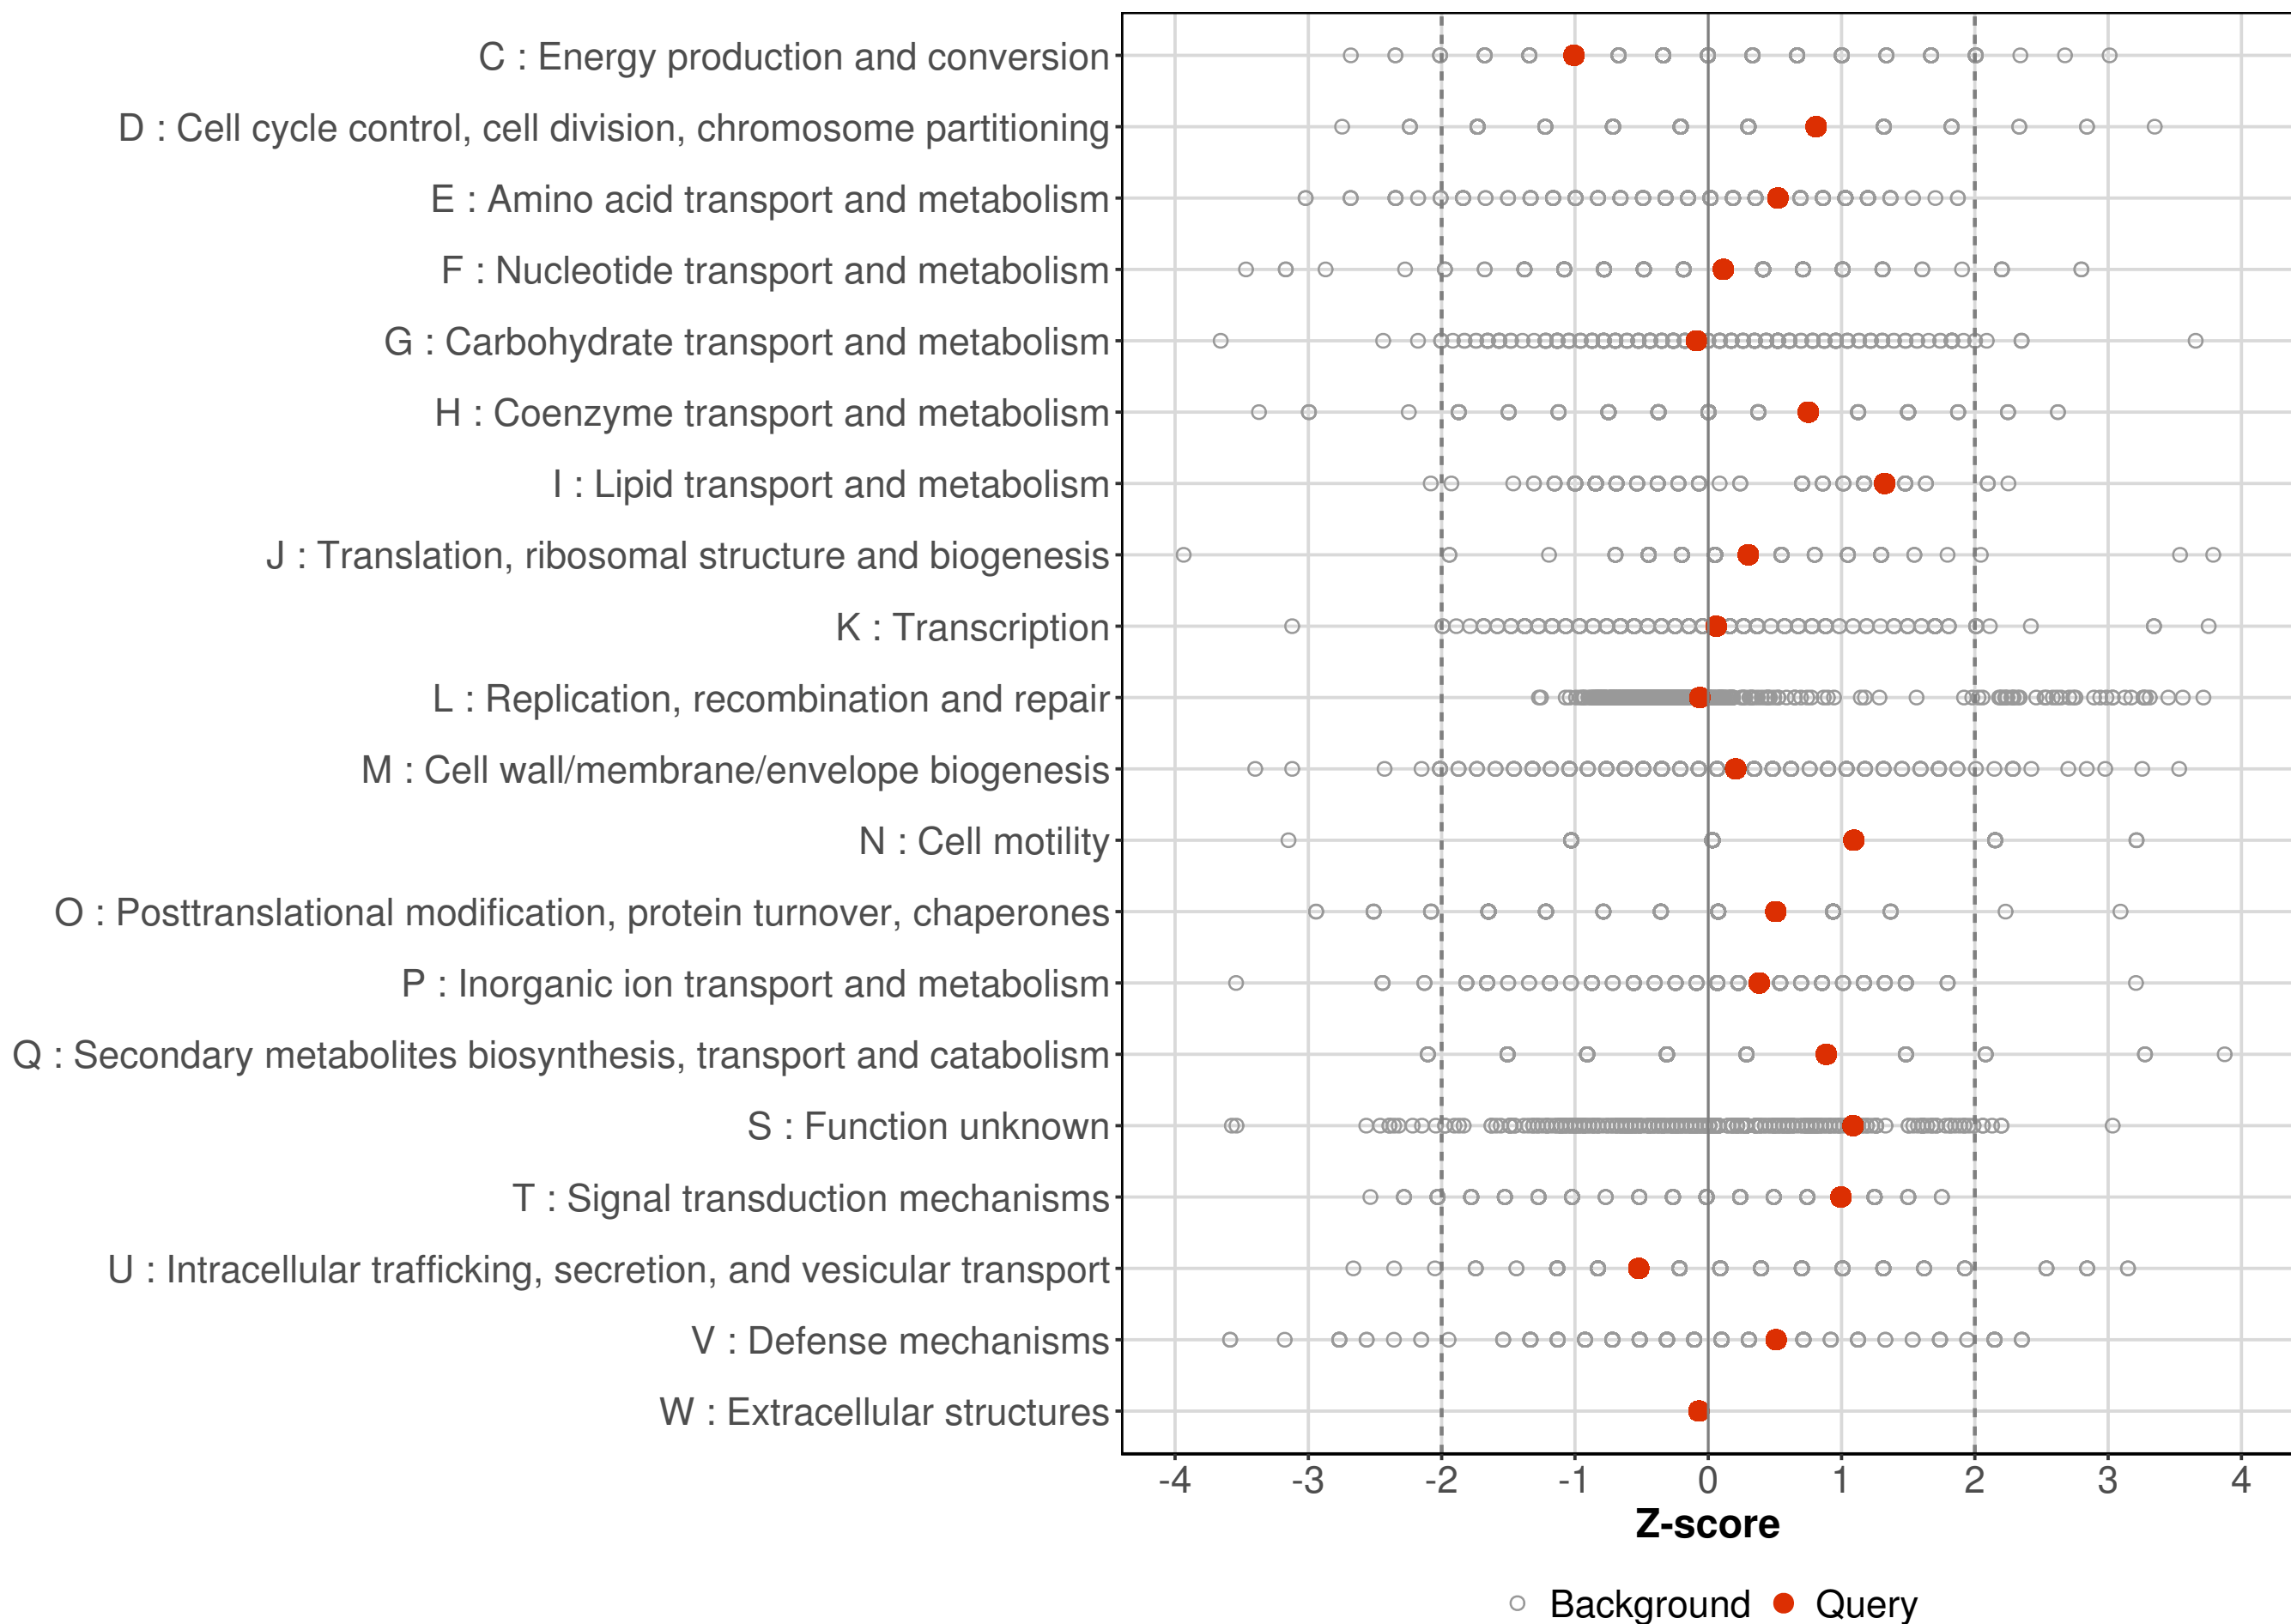 C : Energy production and conversion
D : Cell cycle control, cell division, chromosome partitioning
E : Amino acid transport and metabolism
F : Nucleotide transport and metabolism
G : Carbohydrate transport and metabolism
H : Coenzyme transport and metabolism
I : Lipid transport and metabolism
J : Translation, ribosomal structure and biogenesis
K : Transcription
L : Replication, recombination and repair
M : Cell wall/membrane/envelope biogenesis
N : Cell motility
O : Posttranslational modification, protein turnover, chaperones
P : Inorganic ion transport and metabolism
Q : Secondary metabolites biosynthesis, transport and catabolism
S : Function unknown
T : Signal transduction mechanisms
U : Intracellular trafficking, secretion, and vesicular transport
V : Defense mechanisms
W : Extracellular structures
-4 -3 -2 -1 0 1 2 3 4
Z-score
Background Query